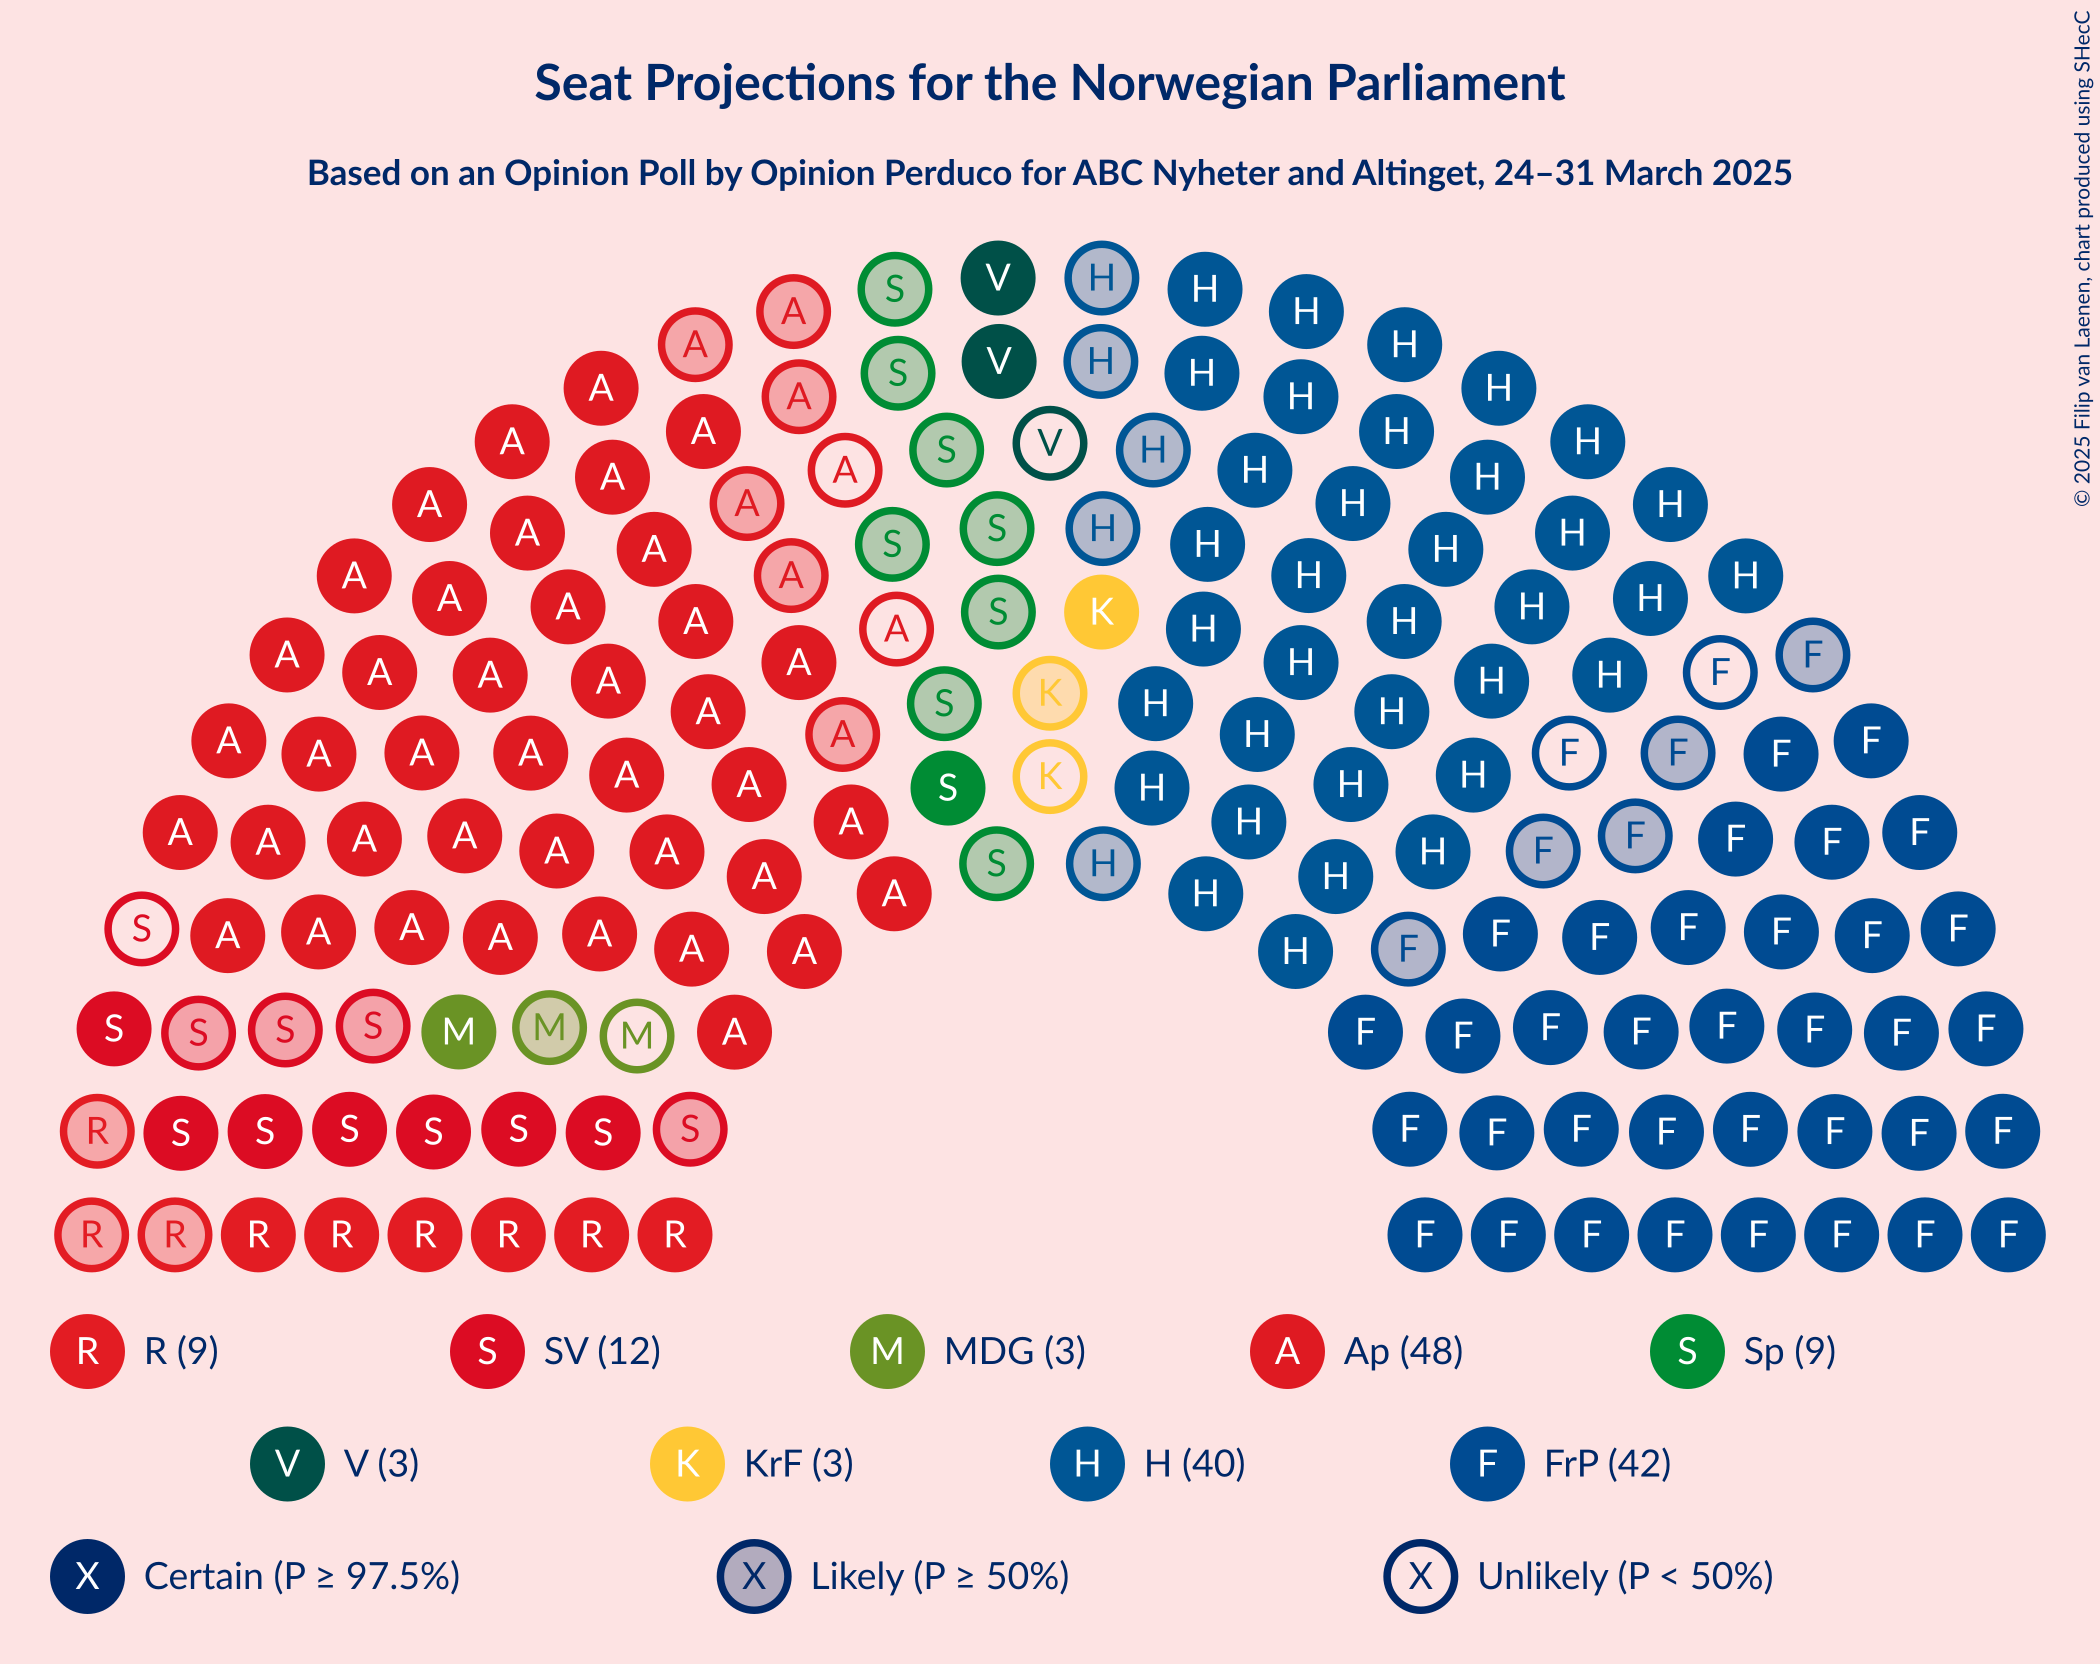 Seat Projections for the Norwegian Parliament
Based on an Opinion Poll by Opinion Perduco for ABC Nyheter and Altinget, 24–31 March 2025
© 2025 Filip van Laenen, chart produced using SHecC
S V H H
A A H H
A S V H H H
A A H H
A A S V H H H
A A A S H H H H
A A A S S H H H H
A A A A S K H H H H H
A A A A A S K H H H H H F F
A A A A A A A S K H H H H F F F F
A A A A A A A A S H H H H F F F F F
S A A A A A A A H F F F F F F F
S S S S M M M A F F F F F F F F
R S S S S S S S F F F F F F F F
R R R R R R R R F F F F F F F F
R R (9) S SV (12) M MDG (3) A Ap (48) S Sp (9)
V V (3) K KrF (3) H H (40) F FrP (42)
X Certain (P ≥ 97.5%) X Likely (P ≥ 50%) X Unlikely (P < 50%)